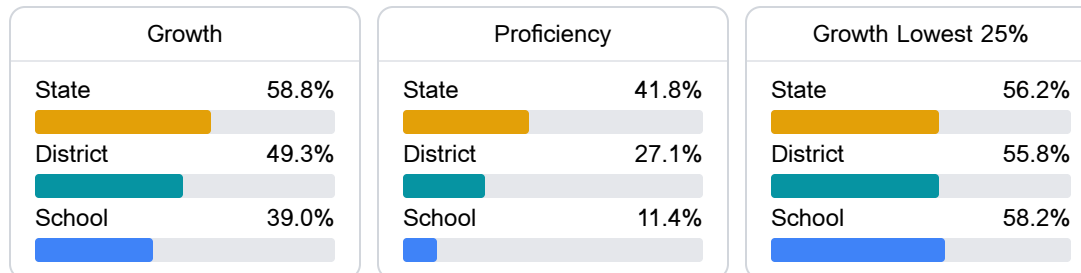 Growth
State 58.8%
District 49.3%
School 39.0%
Proficiency
State 41.8%
District 27.1%
School 11.4%
Growth Lowest 25%
State 56.2%
District 55.8%
School 58.2%